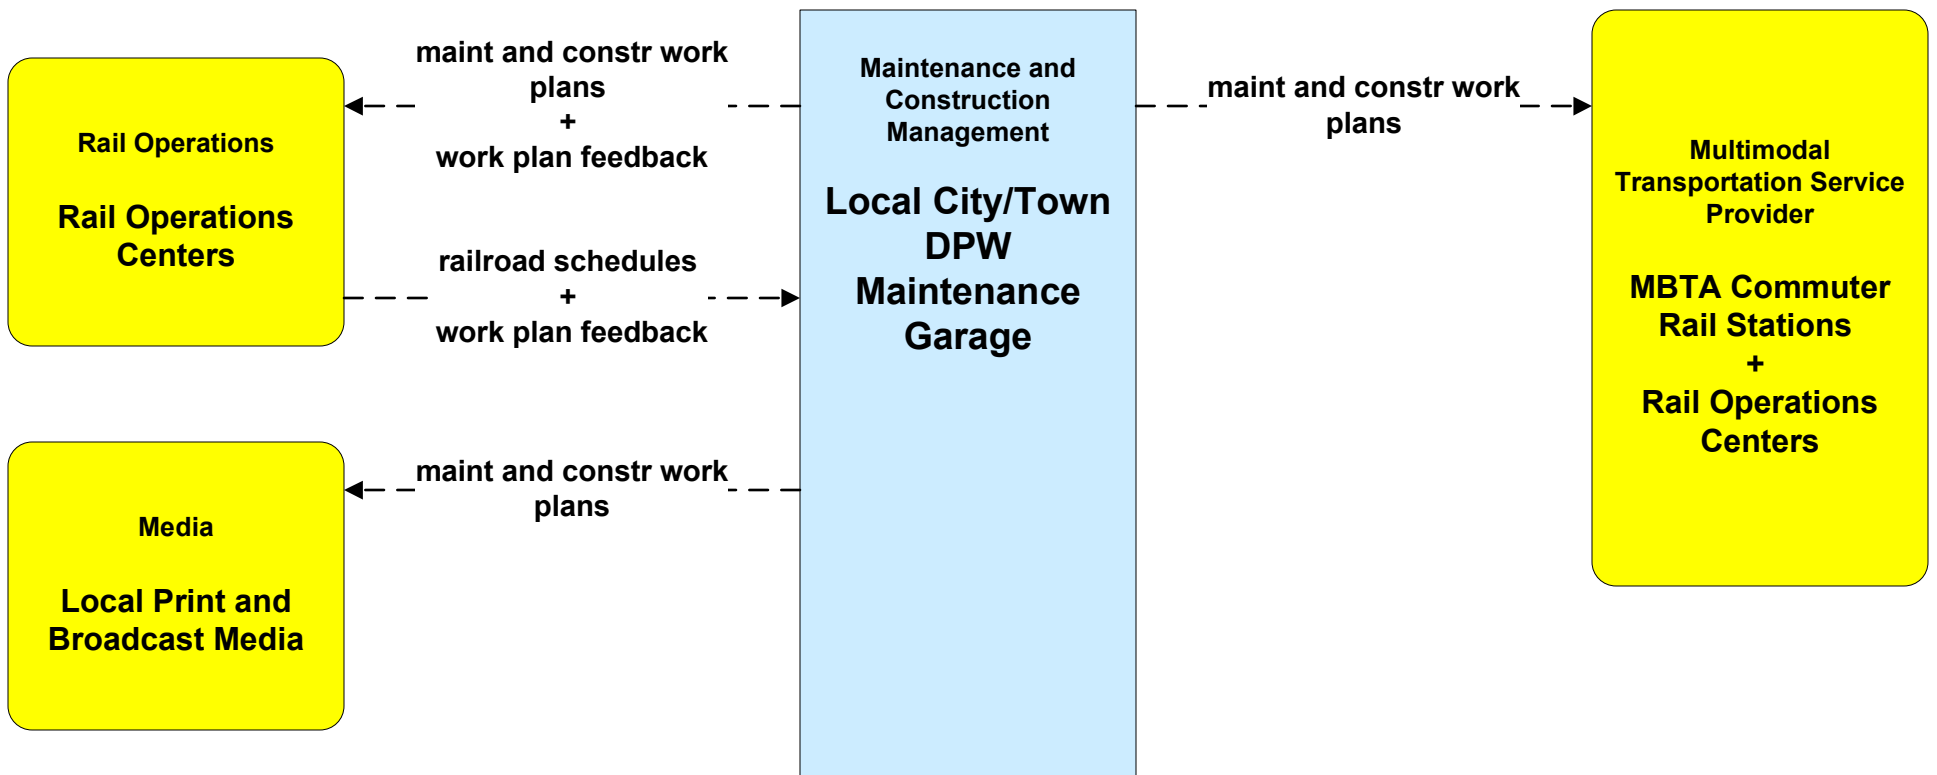 Rail Operations
Rail Operations
Centers
maint and constr work
plans
+
work plan feedback
railroad schedules
+
work plan feedback
Media
Local Print and
Broadcast Media
maint and constr work
plans
Maintenance and
Construction
Management
Local City/Town
DPW
Maintenance
Garage
maint and constr work
plans
Multimodal
Transportation Service
Provider
MBTA Commuter
Rail Stations
+
Rail Operations
Centers